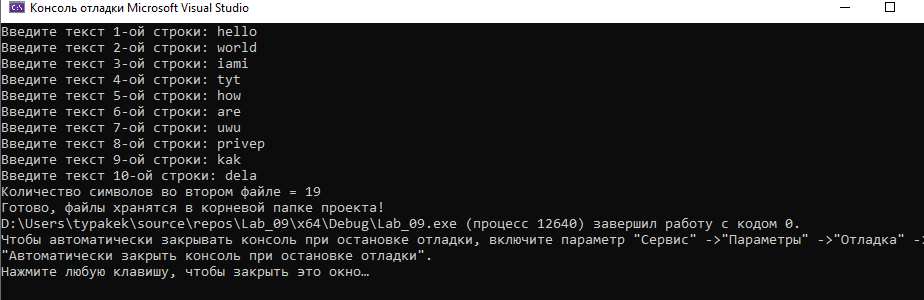 Консоль отладки Microsoft Visual Studio
Введите текст 1-ой строки: hello
Введите текст 2-ой строки: world
Введите текст 3-ой строки: iami
Введите текст 4-ой строки: tyt
Введите текст 5-ой строки: how
Введите текст 6-ой строки: are
Введите текст 7-ой строки: uwu
Введите текст 8-ой строки: privep
Введите текст 9-ой строки: kak
Введите текст 10-ой строки: dela
Количество символов во втором файле = 19
Готово, файлы хранятся в корневой папке проекта!
D:\Users\typakek\source\repos\Lab_09\x64\Debug\Lab_09.exe (процесс 12640) завершил работу с кодом 0.
Чтобы автоматически закрывать консоль при остановке отладки, включите параметр "Сервис" ->"Параметры" ->"Отладка" ->
"Автоматически закрыть консоль при остановке отладки".
Нажмите любую клавишу, чтобы закрыть это окно…